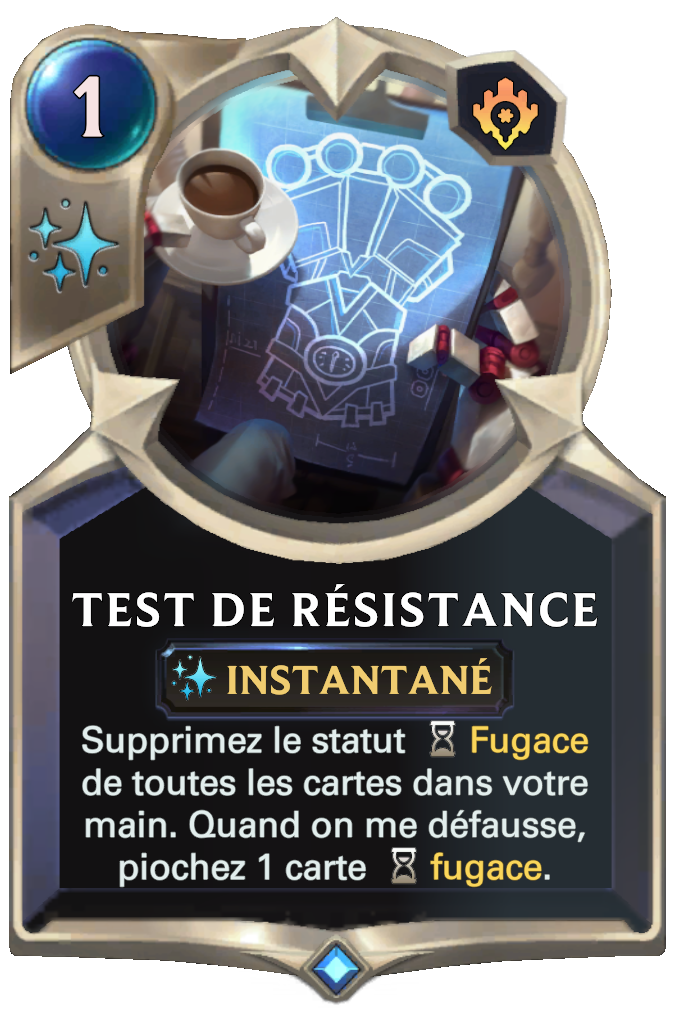 1
TEST DE RÉSISTANCE
INSTANTANÉ
Supprimez le statut Fugace
de toutes les cartes dans votre
main. Quand on me défausse,
piochez 1 carte fugace.